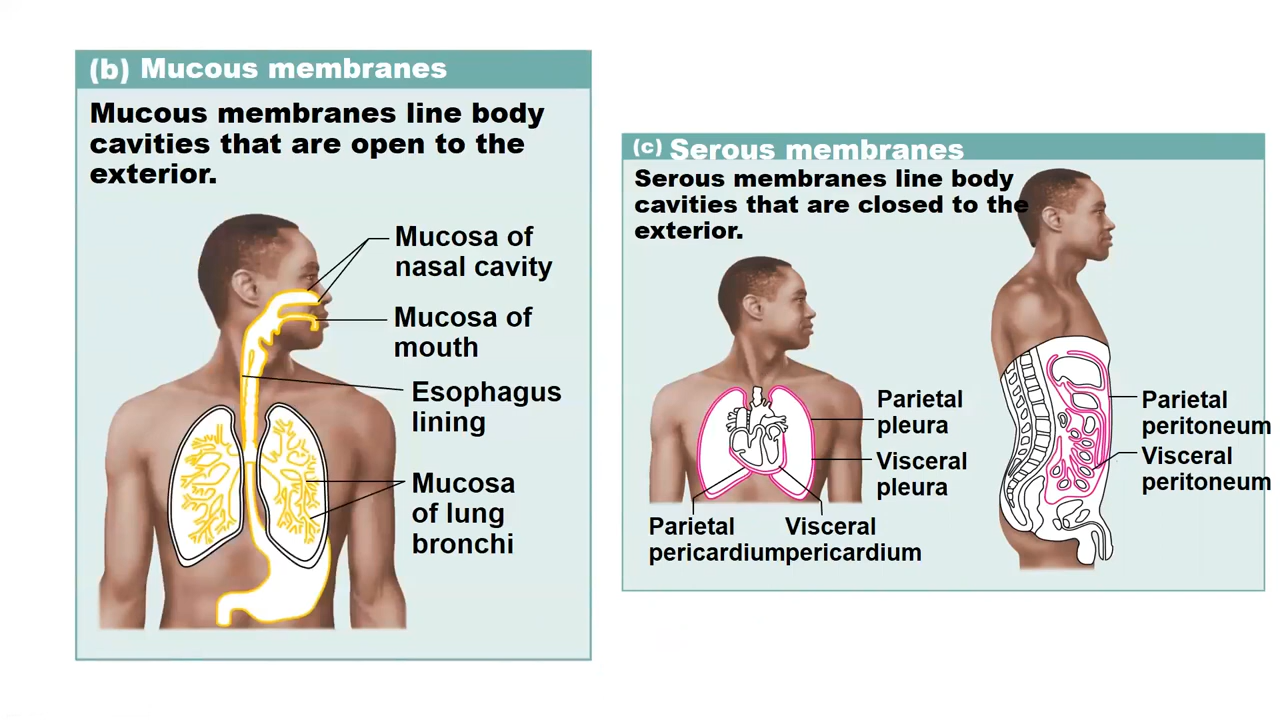 (b) Mucous membranes
Mucous membranes line body
cavities that are open to the
exterior.
Mucosa of
nasal cavity
Mucosa of
mouth
Esophagus
lining
Mucosa
of lung
bronchi
(c) Serous membranes
Serous membranes line body
cavities that are closed to the
exterior.
Parietal
pleura
Visceral
pleura
Parietal
pericardium
Visceral
pericardium
Parietal
peritoneum
Visceral
peritoneum